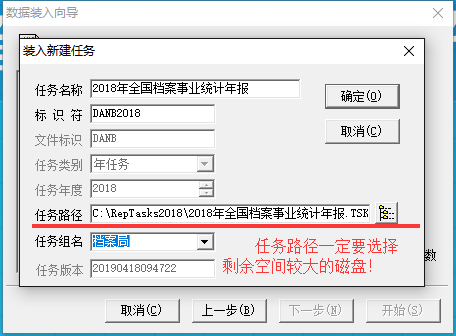 数据装入向导
装入新建任务
任务名称 2018年全国档案事业统计年报
确定(O)
标 识 符 DANB2018
取消(C)
文件标识 DANB
任务类别 年任务
任务年度 2018
任务路径 C:\RepTasks2018\2018年全国档案事业统计年报.TSK
任务组名 档案局
任务路径一定要选择
剩余空间较大的磁盘!
数
任务版本 20190418094722
取消(C) 上一步(B) 下一步(N) 开始(S)